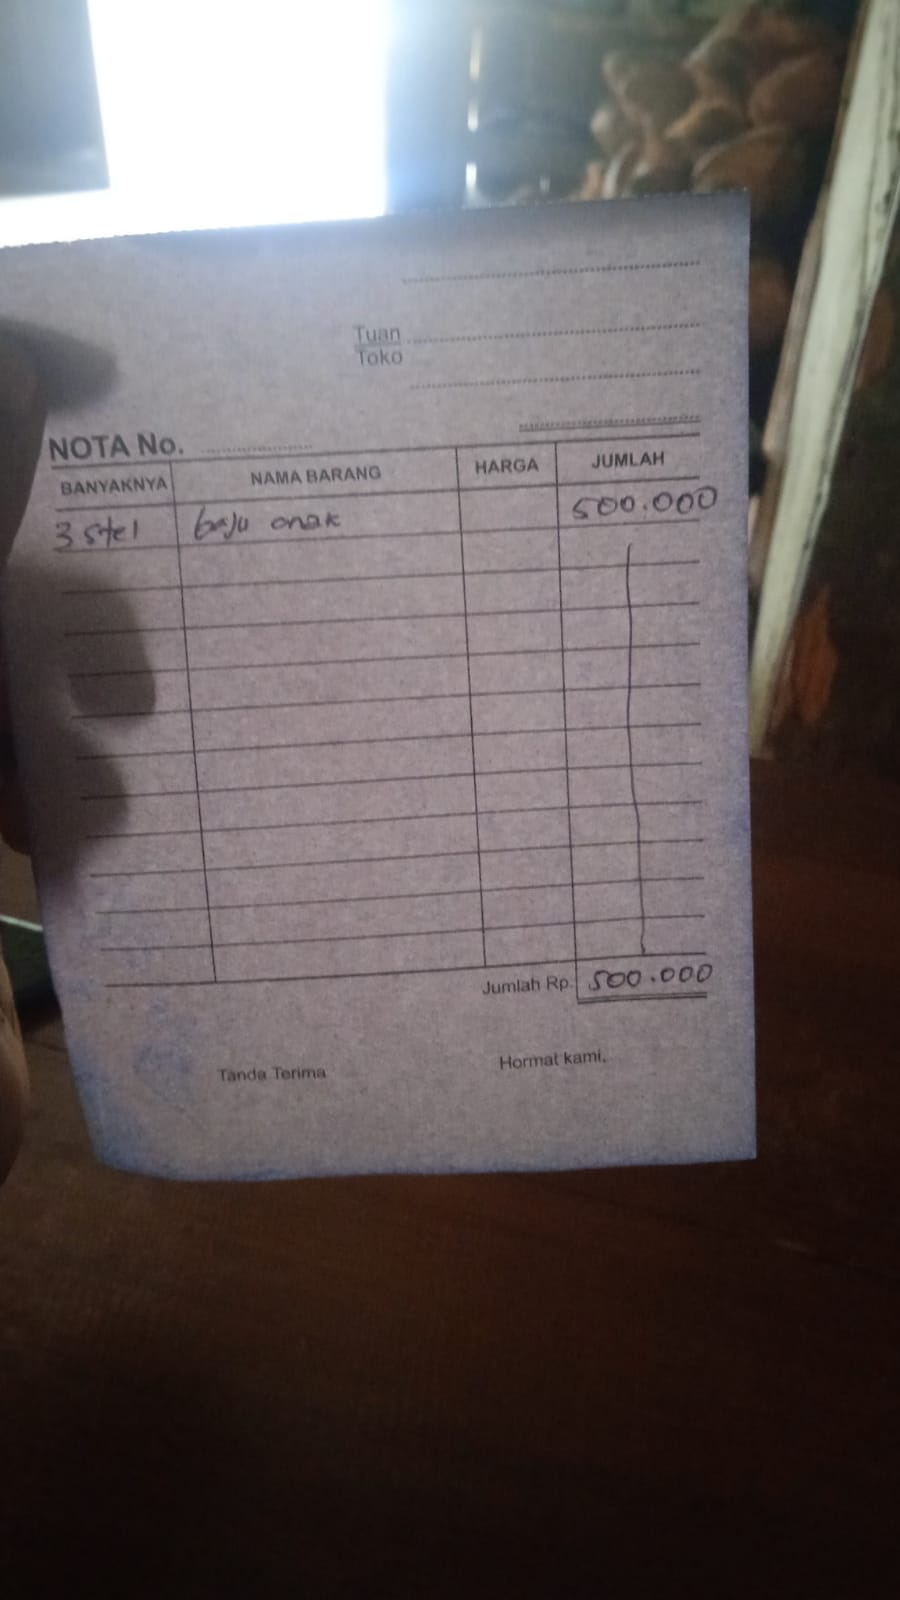 Tuan
Toko
NOTA No.
BANYAKNYA NAMA BARANG HARGA JUMLAH
3 stel baju anak 500.000
Jumlah Rp. 500.000
Tanda Terima Hormat kami,